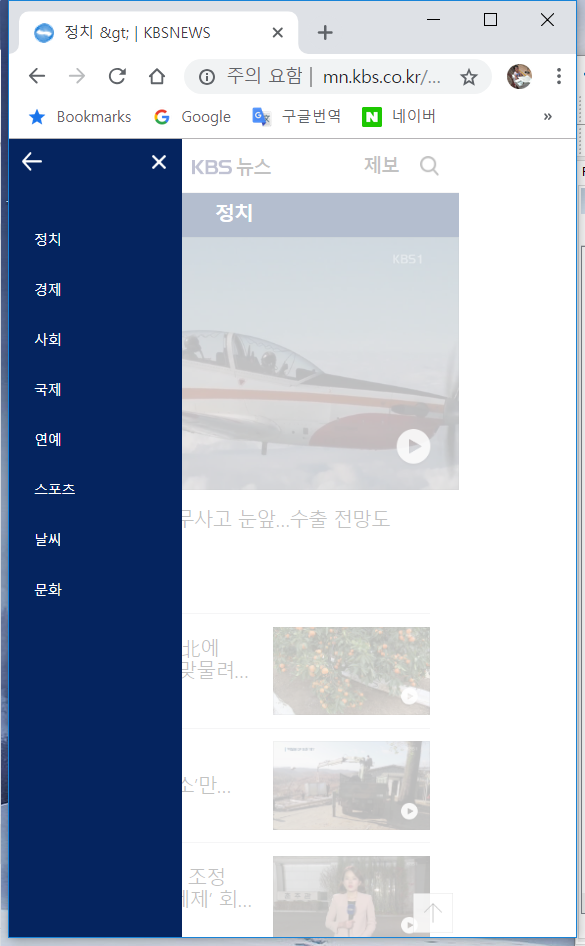 정치 &gt; | KBSNEWS
주의 요함 | mn.kbs.co.kr/...
Bookmarks Google 구글번역 네이버 »
KBS 뉴스 제보
정치
KBS1
정치
경제
사회
국제
연예
스포츠
날씨
문화
무사고 눈앞...수출 전망도
北에
맞물려...
소'만...
조정
제제' 회...